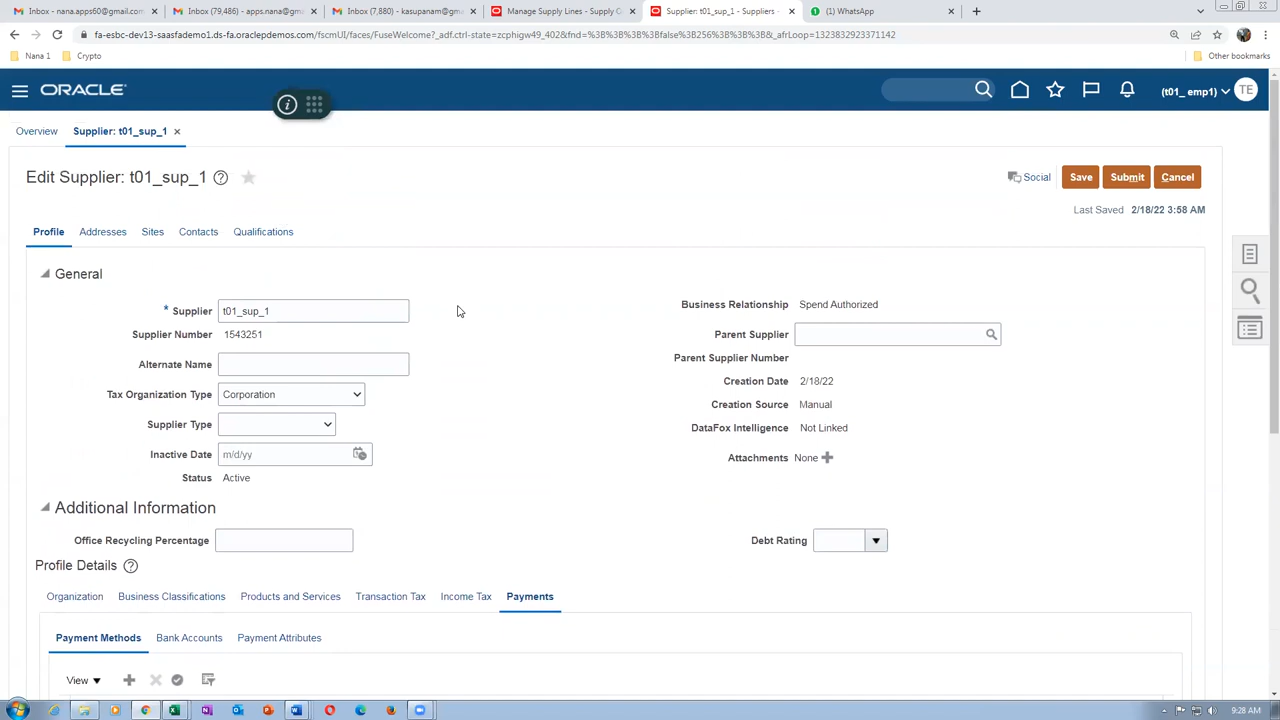 Inbox - nana.apps60@gmail.com
Inbox (79,486) - apps.nana@gm
Inbox (7,880) - kasupanam@gm
Manage Supply Lines - Supply C
Supplier: t01_sup_1 - Suppliers
(1) WhatsApp
fa-esbc-dev13-saasfademo1.ds-fa.oraclepdemos.com/fscmUI/faces/FuseWelcome?_adf.ctrl-state=zcphigw49_402&fnd=%3B%3B%3B%3Bfalse%3B256%3B%3B%3B&_afrLoop=1323832923371142
Nana 1
Crypto
Other bookmarks
ORACLE
(t01_ emp1)
TE
Overview
Supplier: t01_sup_1
Edit Supplier: t01_sup_1
Social
Save
Submit
Cancel
Last Saved 2/18/22 3:58 AM
Profile
Addresses
Sites
Contacts
Qualifications
General
* Supplier t01_sup_1
Supplier Number 1543251
Alternate Name
Tax Organization Type Corporation
Supplier Type
Inactive Date m/d/yy
Status Active
Business Relationship Spend Authorized
Parent Supplier
Parent Supplier Number
Creation Date 2/18/22
Creation Source Manual
DataFox Intelligence Not Linked
Attachments None
Additional Information
Office Recycling Percentage
Debt Rating
Profile Details
Organization
Business Classifications
Products and Services
Transaction Tax
Income Tax
Payments
Payment Methods
Bank Accounts
Payment Attributes
View
9:28 AM